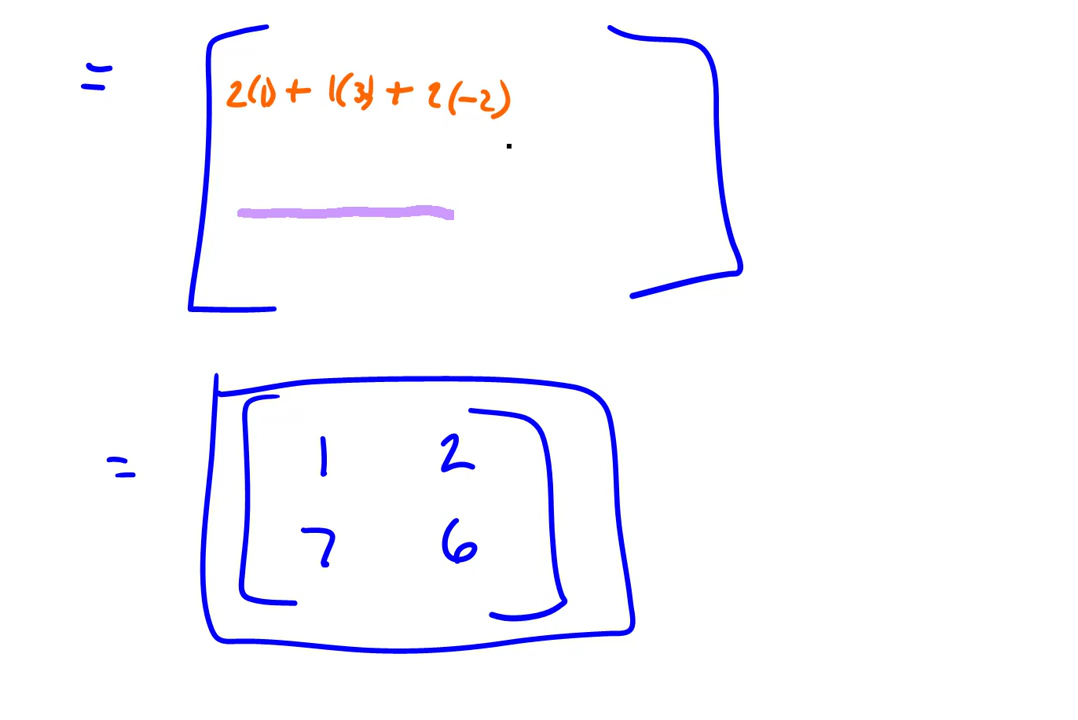 =
2(1) + 1(3) + 2(-2)
=
1 2
7 6